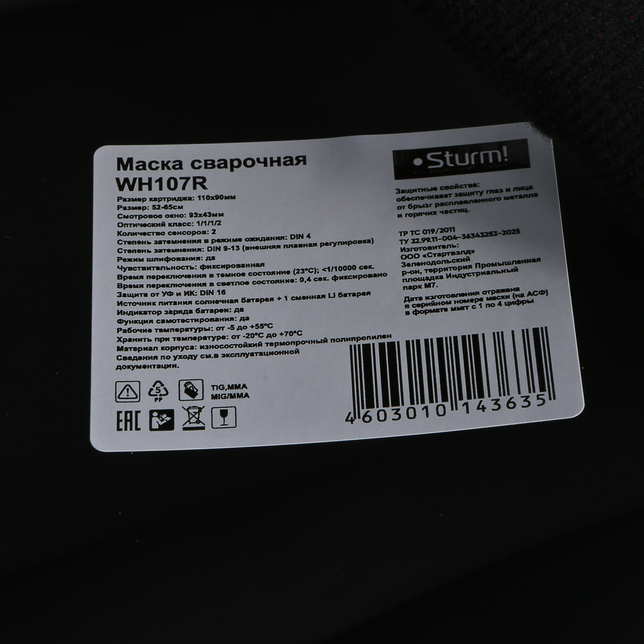 Маска сварочная
WH107R
Размер картриджа: 110х90мм
Размер: 52-65см
Смотровое окно: 93х43мм
Оптический класс: 1/1/1/2
Количество сенсоров: 2
Степень затемнения в режиме ожидания: DIN 4
Степень затемнения: DIN 9-13 (внешняя плавная регулировка)
Режим шлифования: да
Чувствительность: фиксированная
Время переключения в темное состояние (23°С); <1/10000 сек.
Время переключения в светлое состояние: 0,4 сек. фиксировано
Защита от УФ и ИК: DIN 16
Источник питания солнечная батарея + 1 сменная LI батарея
Индикатор заряда батареи: да
Функция самотестирования: да
Рабочие температуры: от -5 до +55°С
Хранить при температуре: от -20°С до +70°С
Материал корпуса: износостойкий термопрочный полипропилен
Сведения по уходу см.в эксплуатационной
документации.
5
PP
TIG,MMA
MIG/MMA
EAC
Sturm!
Защитные свойства:
обеспечивает защиту глаз и лица
от брызг расплавленного металла
и горячих частиц.
ТР ТС 019/2011
ТУ 32.99.11-004-36343253-2025
Изготовитель:
ООО «Стартвэлд»
Зеленодольский
р-он, территория Промышленная
площадка Индустриальный
парк М7.
Дата изготовления отражена
в серийном номере маски (на АСФ)
в формате ммгг с 1 по 4 цифры
4603010143635